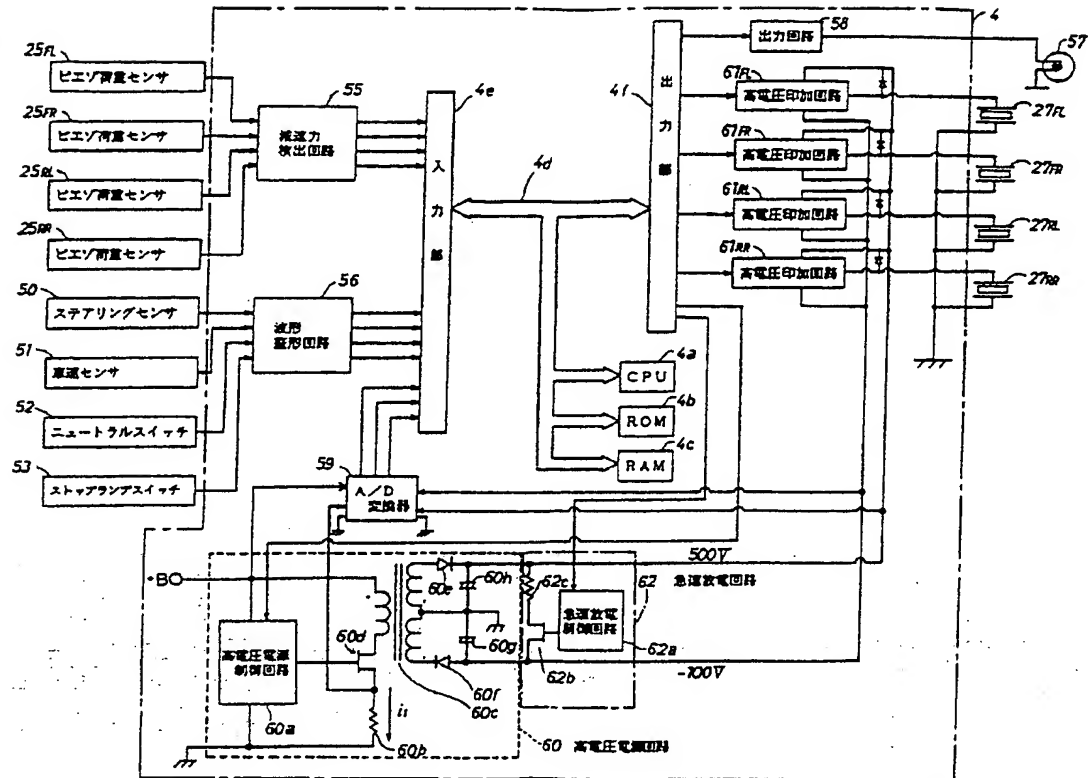 4
58
出力回路
57
25FL
ピエゾ荷重センサ
67FL
高電圧印加回路
27FL
55
減速力
検出回路
4e
入力部
4f
出力部
25FR
ピエゾ荷重センサ
67FR
高電圧印加回路
27FR
25RL
ピエゾ荷重センサ
4d
67RL
高電圧印加回路
27RL
25RR
ピエゾ荷重センサ
67RR
高電圧印加回路
27RR
50
ステアリングセンサ
56
波形
整形回路
51
車速センサ
4a
CPU
52
ニュートラルスイッチ
4b
ROM
53
ストップランプスイッチ
4c
RAM
59
A/D
変換器
+B
500V
急速放電回路
60e
60h
62c
62
急速放電
制御回路
62a
60d
高電圧電源
制御回路
60g
60f
62b
-100V
60c
i1
60a
60b
60 高電圧電源回路